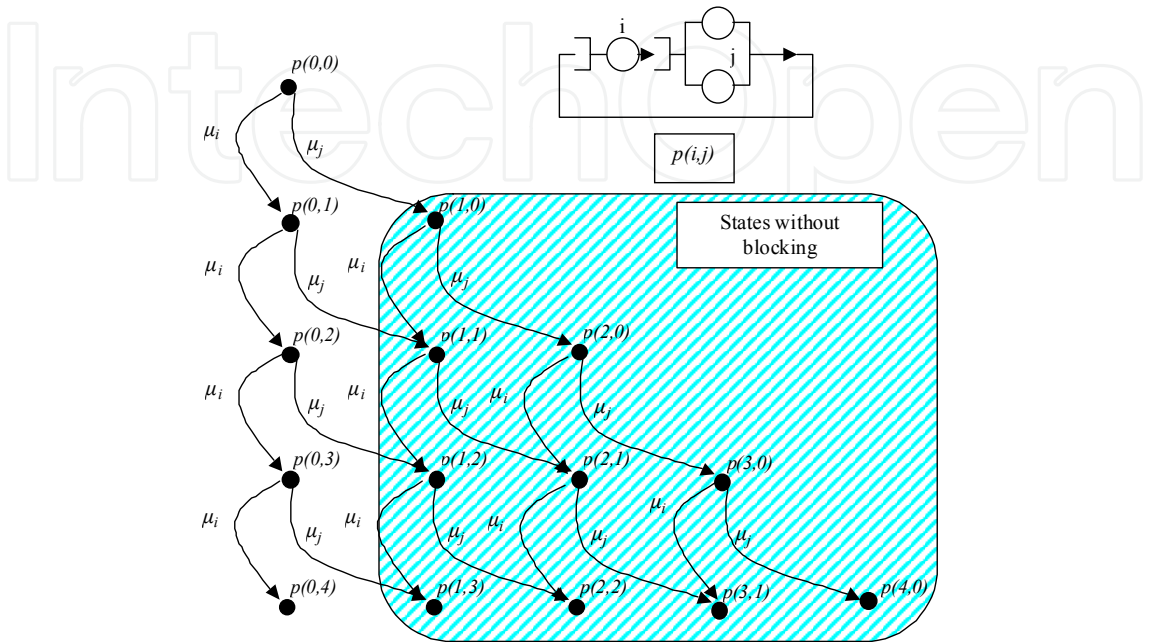 IntechOpen
i
j
p(0,0)
p(i,j)
μi
μj
p(0,1)
p(1,0)
States without
blocking
μi
μj
μi
μj
p(0,2)
p(1,1)
p(2,0)
μi
μj
μi
μj
μi
μj
p(0,3)
p(1,2)
p(2,1)
p(3,0)
μi
μj
μi
μj
μi
μj
μi
μj
p(0,4)
p(1,3)
p(2,2)
p(3,1)
p(4,0)